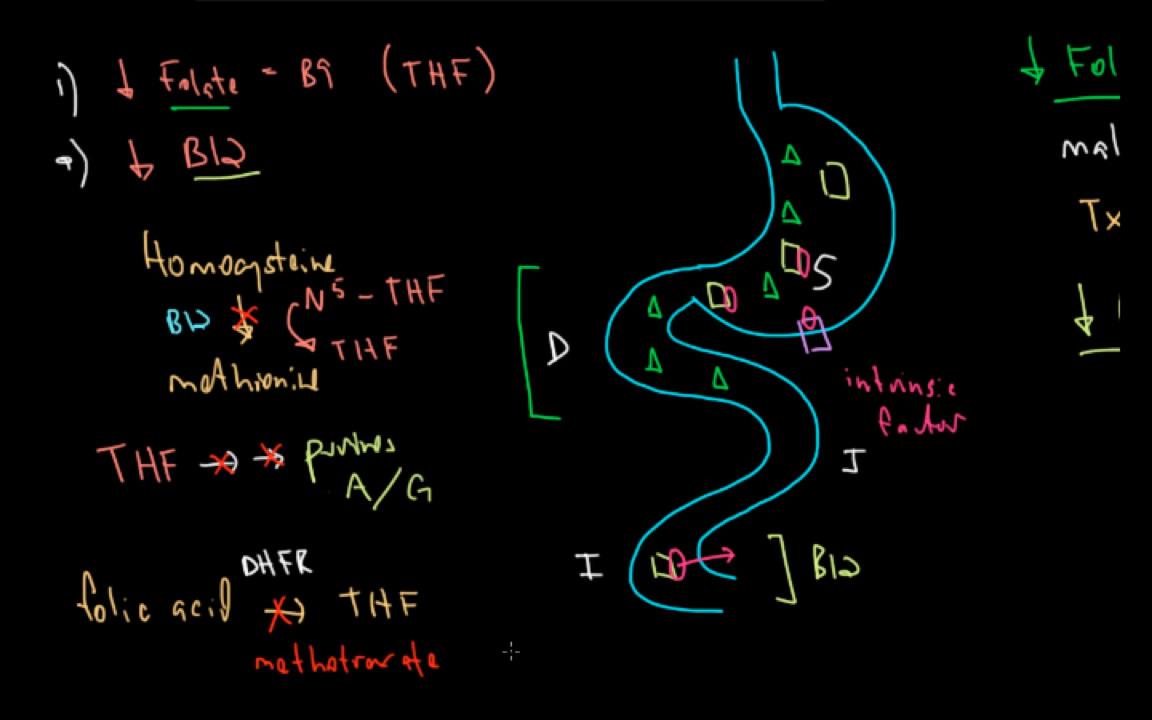 1) ↓ Folate - B9 (THF)
2) ↓ B12
Homocysteine
B12
N5 - THF
THF
methionine
THF → → purines
A/G
DHFR
folic acid → THF
methotrexate
S
D
intrinsic
factor
J
I
B12
↓ Fol
mal
Tx
↓